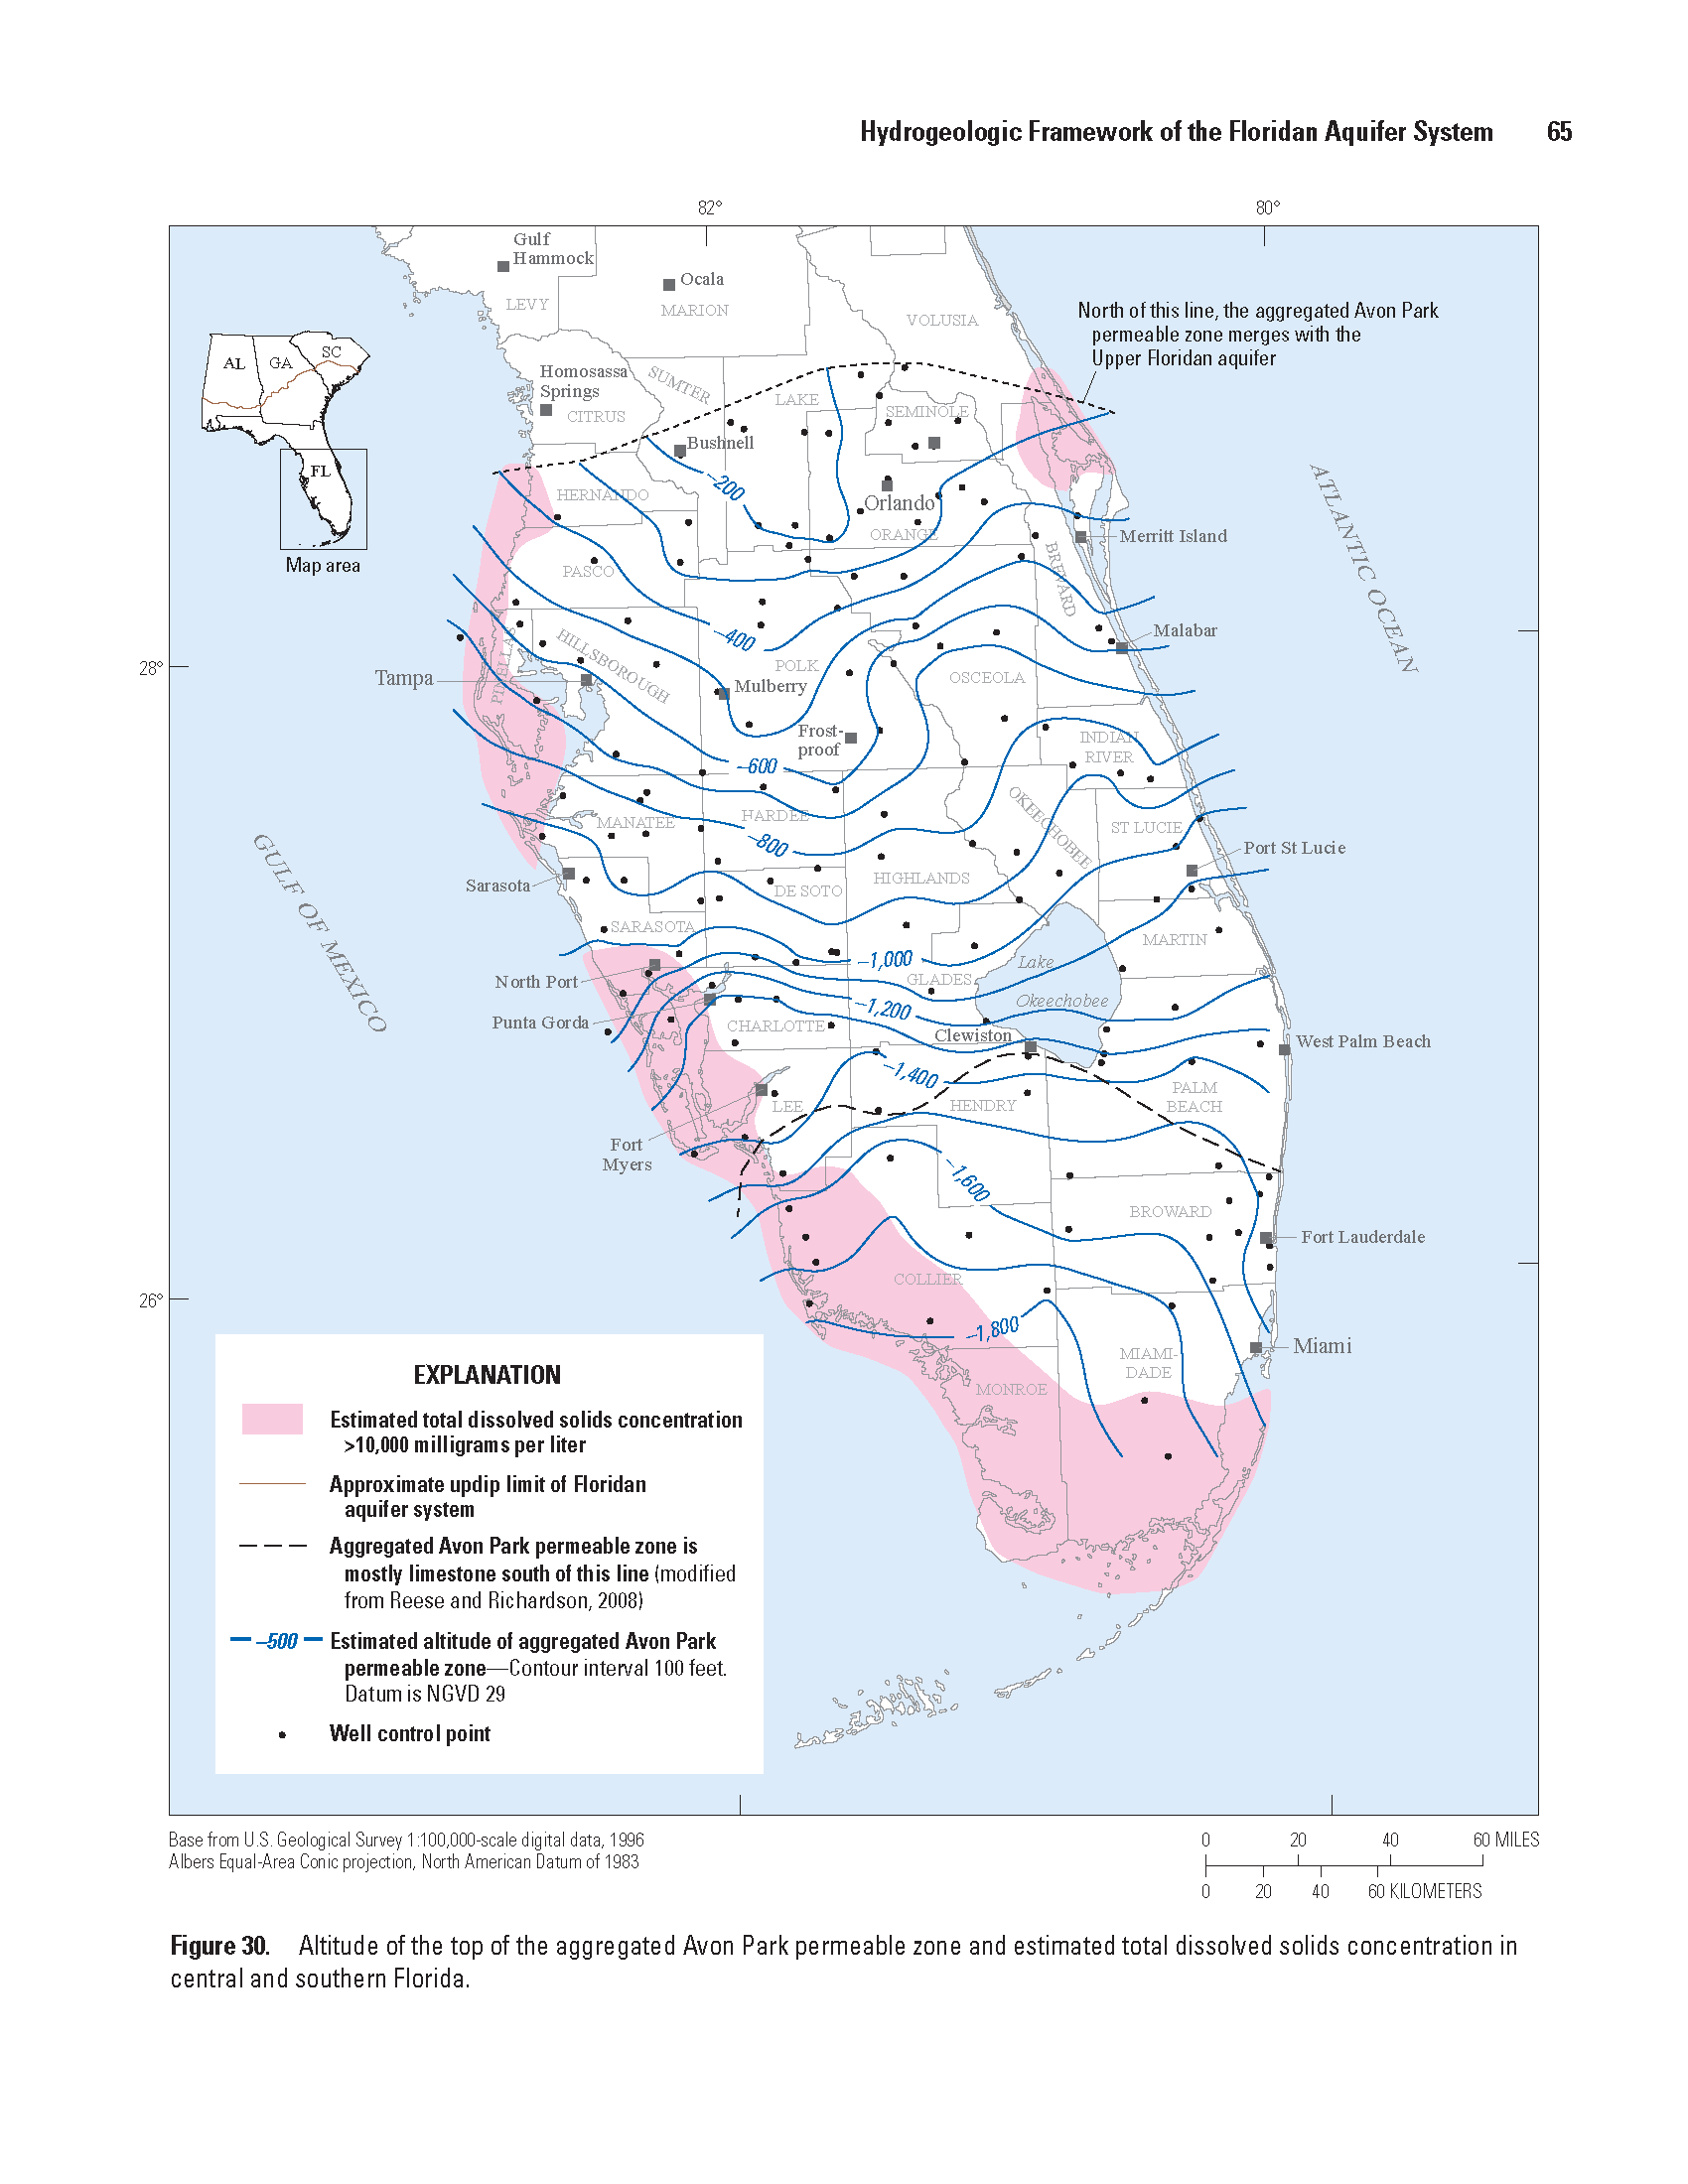 Hydrogeologic Framework of the Floridan Aquifer System 65
82° 80°
Gulf
Hammock
Ocala
LEVY
MARION
VOLUSIA
North of this line, the aggregated Avon Park
permeable zone merges with the
Upper Floridan aquifer
AL GA SC
FL
Map area
Homosassa
Springs
CITRUS
SUMTER
LAKE
SEMINOLE
Bushnell
–200
HERNANDO
Orlando
ORANGE
Merritt Island
BREVARD
PASCO
ATLANTIC OCEAN
–400
Malabar
HILLSBOROUGH
PINELLAS
POLK
28°
Tampa
Mulberry
OSCEOLA
Frost-
proof
INDIAN
RIVER
–600
OKEECHOBEE
HARDEE
MANATEE
ST LUCIE
–800
Port St Lucie
Sarasota
DE SOTO
HIGHLANDS
GULF OF MEXICO
SARASOTA
MARTIN
–1,000
Lake
Okeechobee
North Port
GLADES
–1,200
Punta Gorda
CHARLOTTE
Clewiston
West Palm Beach
–1,400
PALM
BEACH
LEE
HENDRY
Fort
Myers
–1,600
BROWARD
Fort Lauderdale
COLLIER
26°
–1,800
Miami
MIAMI-
DADE
MONROE
EXPLANATION
Estimated total dissolved solids concentration
>10,000 milligrams per liter
Approximate updip limit of Floridan
aquifer system
Aggregated Avon Park permeable zone is
mostly limestone south of this line (modified
from Reese and Richardson, 2008)
–500 Estimated altitude of aggregated Avon Park
permeable zone—Contour interval 100 feet.
Datum is NGVD 29
Well control point
Base from U.S. Geological Survey 1:100,000-scale digital data, 1996
Albers Equal-Area Conic projection, North American Datum of 1983
0 20 40 60 MILES
0 20 40 60 KILOMETERS
Figure 30. Altitude of the top of the aggregated Avon Park permeable zone and estimated total dissolved solids concentration in
central and southern Florida.